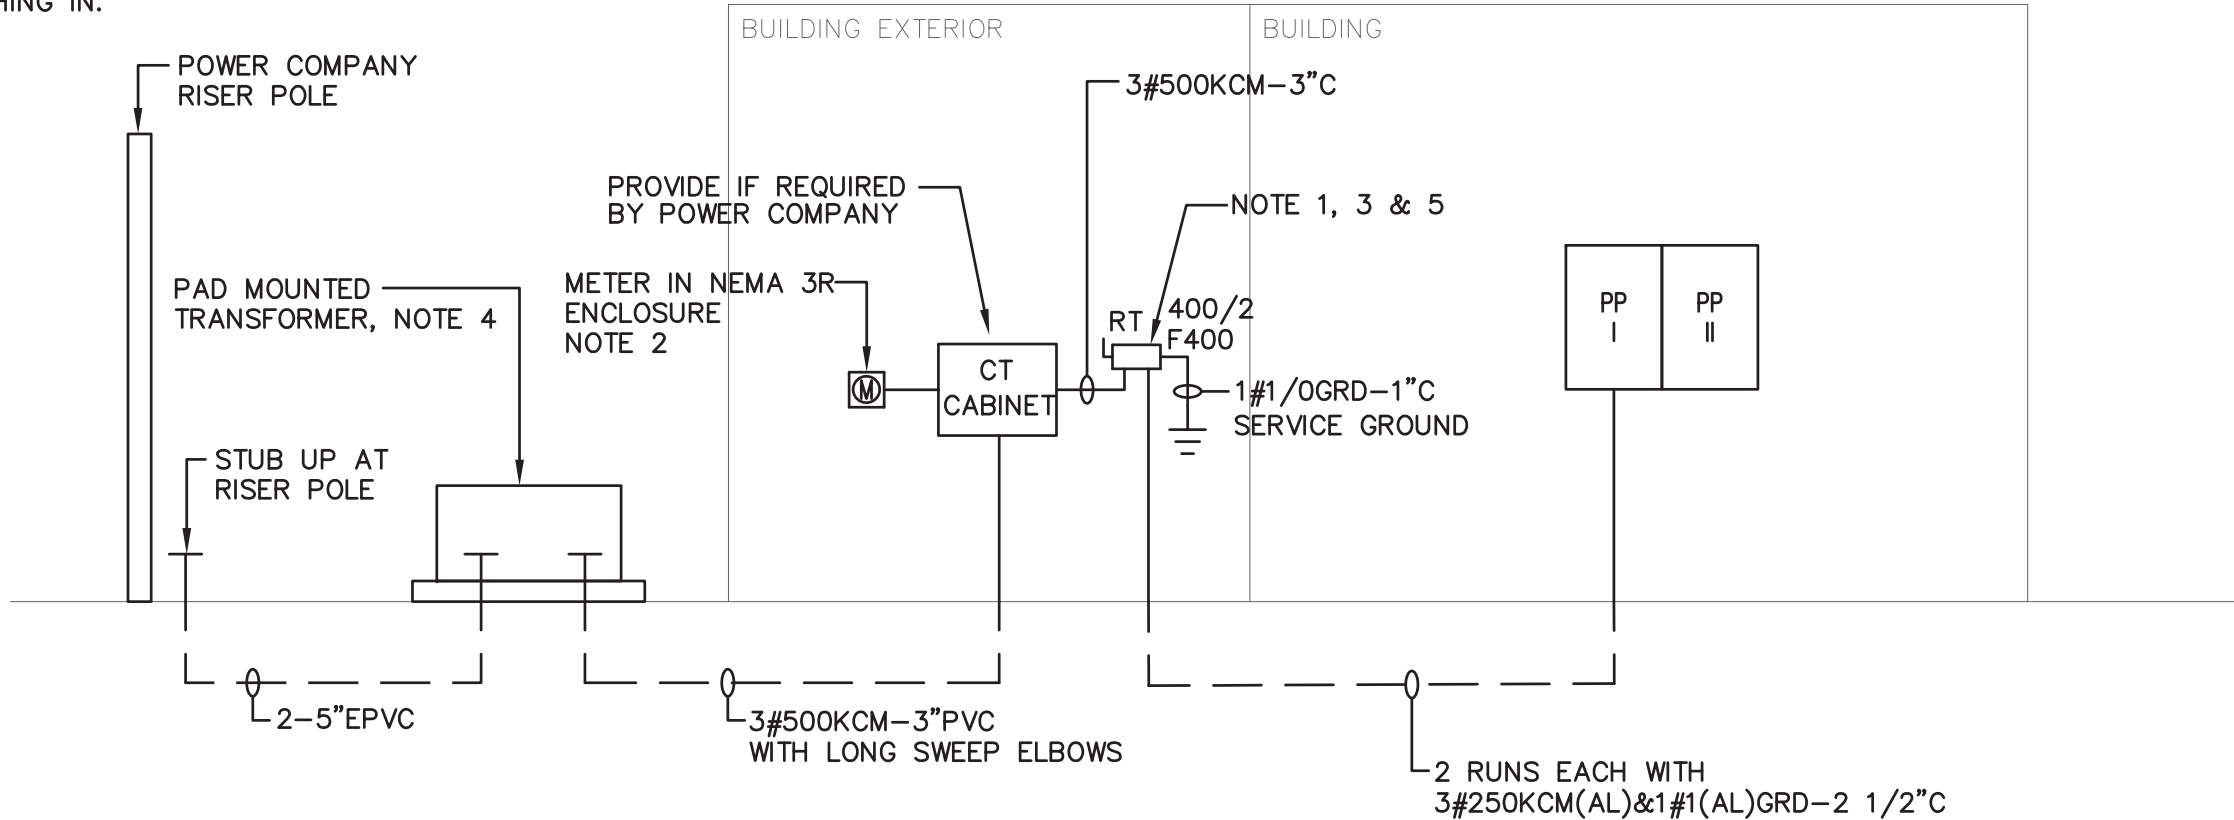 HING IN.
BUILDING EXTERIOR
BUILDING
POWER COMPANY
RISER POLE
3#500KCM-3"C
PROVIDE IF REQUIRED
BY POWER COMPANY
NOTE 1, 3 & 5
PAD MOUNTED
TRANSFORMER, NOTE 4
METER IN NEMA 3R
ENCLOSURE
NOTE 2
RT
400/2
F400
PP
I
PP
II
CT
CABINET
M
1#1/0GRD-1"C
SERVICE GROUND
STUB UP AT
RISER POLE
2-5"EPVC
3#500KCM-3"PVC
WITH LONG SWEEP ELBOWS
2 RUNS EACH WITH
3#250KCM(AL)&1#1(AL)GRD-2 1/2"C